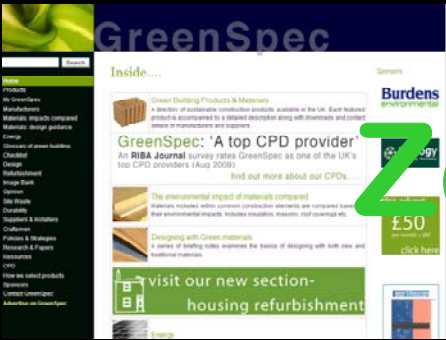 GreenSpec
Search
Inside....
Sponsors
Home
Products
My GreenSpec
Manufacturers
Materials: impacts compared
Materials: design guidance
Energy
Glossary of green building
Checklist
Design
Refurbishment
Image Bank
Opinion
Site Waste
Durability
Suppliers & Installers
Craftsmen
Policies & Strategies
Research & Papers
Resources
CPD
How we select products
Sponsors
Contact GreenSpec
Advertise on GreenSpec
Green Building Products & Materials
A directory of sustainable construction products available in the UK. Each featured
product is accompanied by a detailed description along with downloads and contact
details of manufacturers and suppliers.
GreenSpec: 'A top CPD provider'
An RIBA Journal survey rates GreenSpec as one of the UK's
top CPD providers (Aug 2009)
find out more about our CPDs
The environmental impact of materials compared
Materials included within common construction elements are compared based
their environmental impacts. Includes insulation, masonry, roof coverings etc.
Designing with Green materials
A series of briefing notes examines the basics of designing with both new and
traditional materials.
visit our new section-
housing refurbishment
Energy
Burdens
environmental
Z
£50
click here